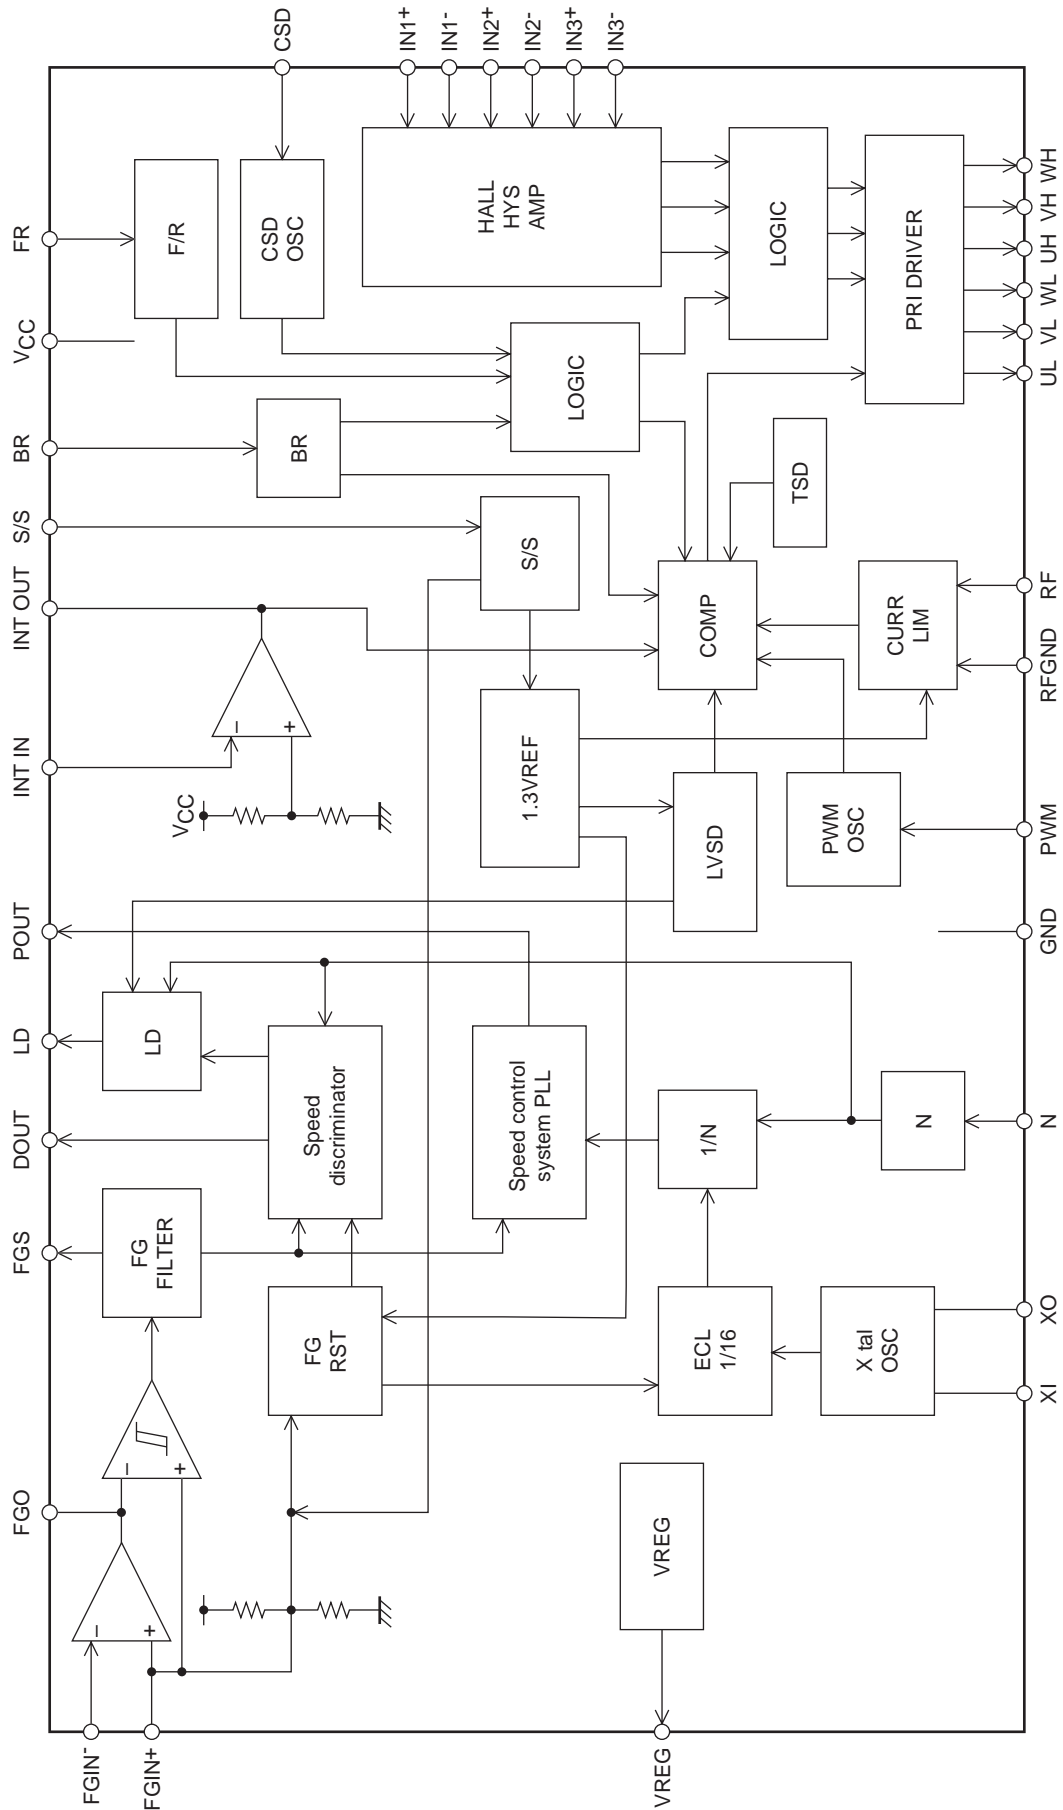 FGIN-
FGIN+
FGO
FGS
DOUT
LD
POUT
INT IN
INT OUT
S/S
BR
VCC
FR
CSD
IN1+
IN1-
IN2+
IN2-
IN3+
IN3-
FG
FILTER
LD
VCC
F/R
CSD
OSC
HALL
HYS
AMP
FG
RST
Speed
discriminator
BR
Speed control
system PLL
1.3VREF
S/S
LOGIC
LOGIC
VREG
ECL
1/16
1/N
LVSD
COMP
TSD
PRI DRIVER
X tal
OSC
N
PWM
OSC
CURR
LIM
VREG
XI
XO
N
GND
PWM
RFGND
RF
UL
VL
WL
UH
VH
WH